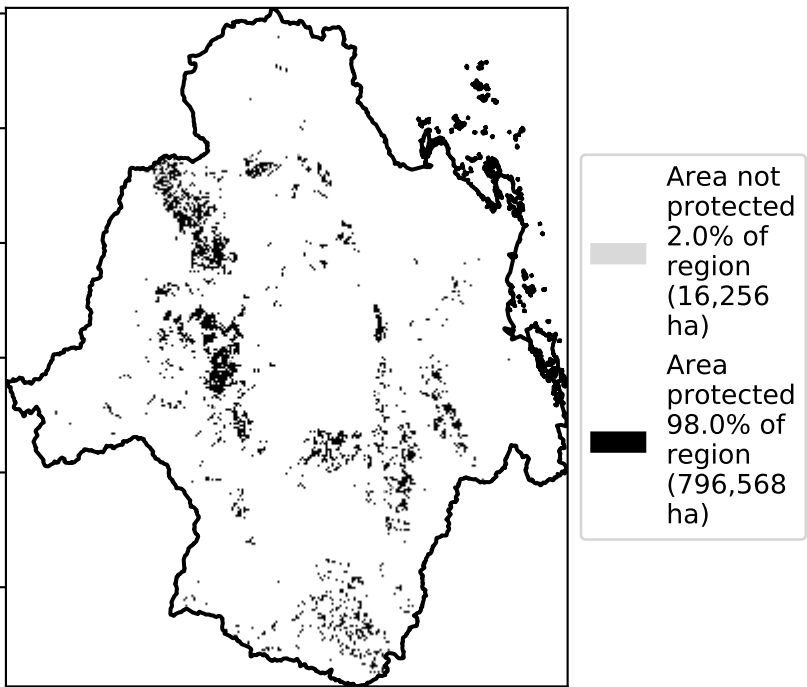 Area not
protected
2.0% of
region
(16,256
ha)
Area
protected
98.0% of
region
(796,568
ha)